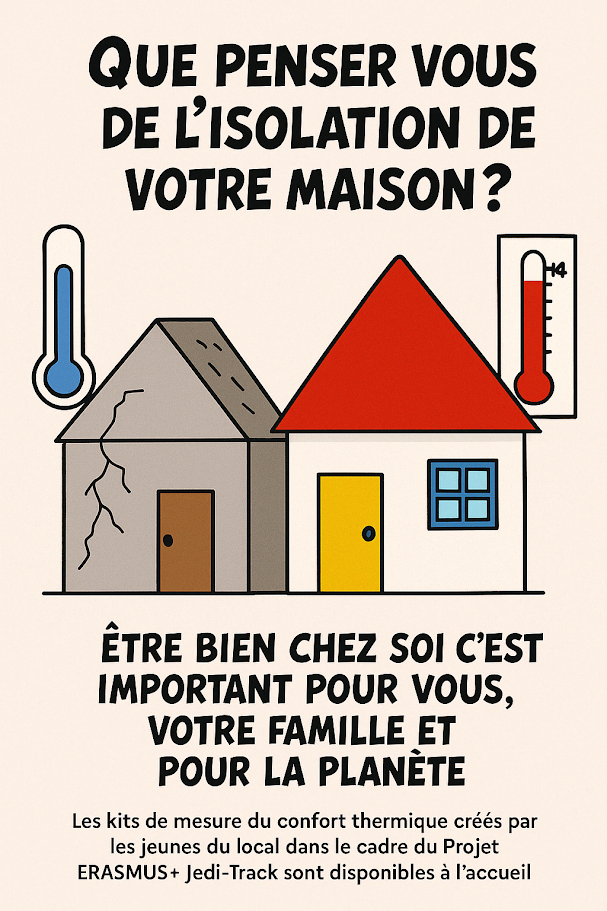 QUE PENSER VOUS
DE L'ISOLATION DE
VOTRE MAISON?
14
ÊTRE BIEN CHEZ SOI C'EST
IMPORTANT POUR VOUS,
VOTRE FAMILLE ET
POUR LA PLANÈTE
Les kits de mesure du confort thermique créés par
les jeunes du local dans le cadre du Projet
ERASMUS+ Jedi-Track sont disponibles à l'accueil